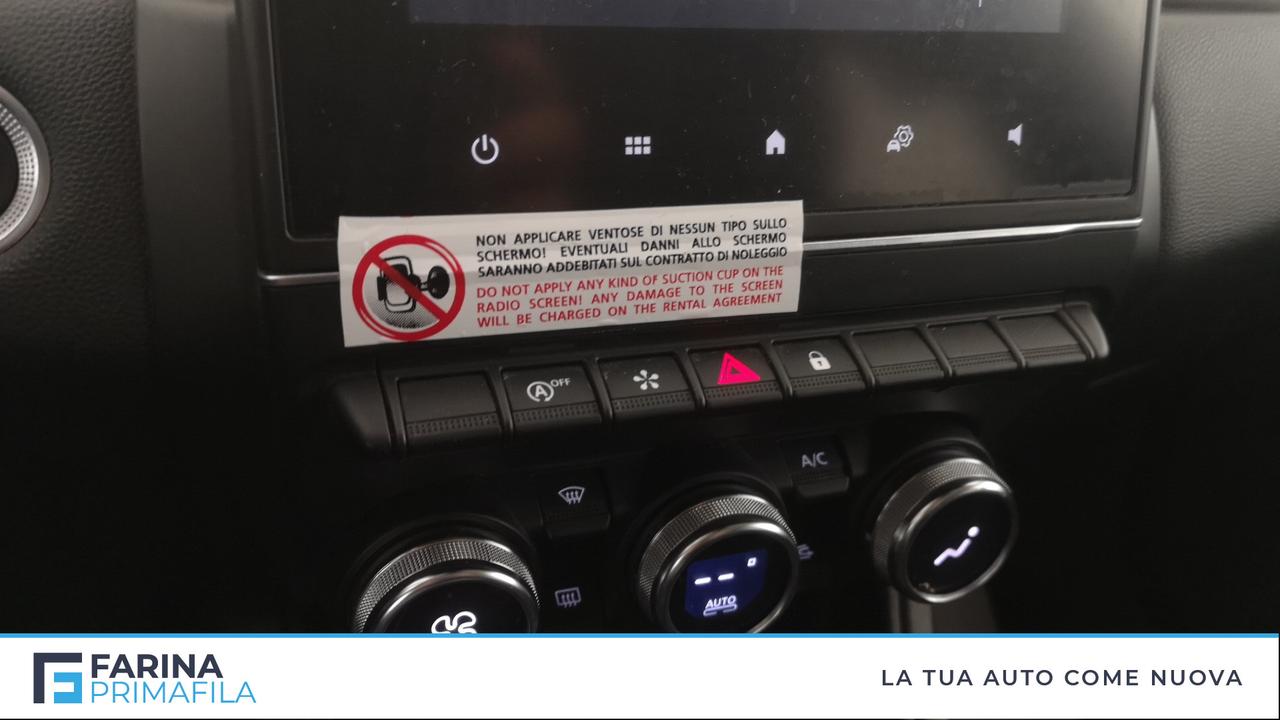 NON APPLICARE VENTOSE DI NESSUN TIPO SULLO
SCHERMO! EVENTUALI DANNI ALLO SCHERMO
SARANNO ADDEBITATI SUL CONTRATTO DI NOLEGGIO
DO NOT APPLY ANY KIND OF SUCTION CUP ON THE
RADIO SCREEN! ANY DAMAGE TO THE SCREEN
WILL BE CHARGED ON THE RENTAL AGREEMENT
A OFF
A/C
-- °
AUTO
FARINA
PRIMAFILA
LA TUA AUTO COME NUOVA